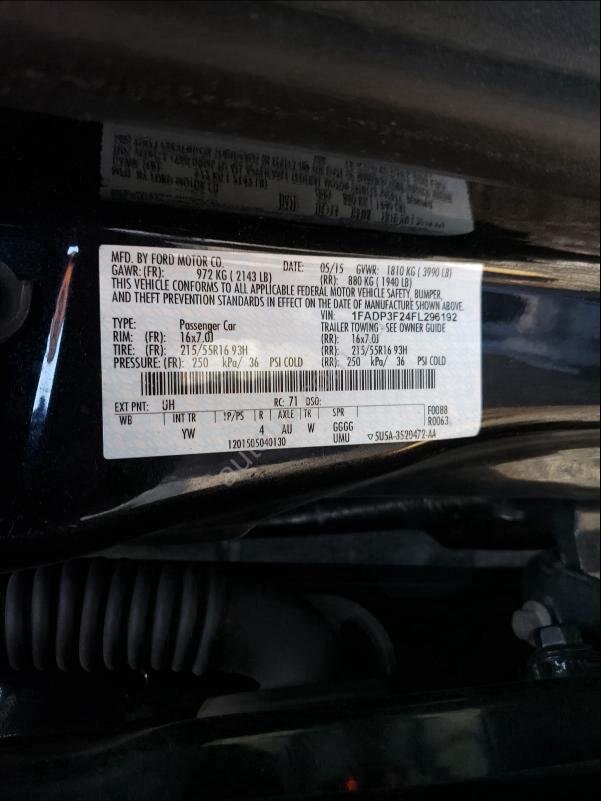 MFD. BY FORD MOTOR CO. DATE: 05/15 GVWR: 1810 KG ( 3990 LB)
GAWR: (FR): 972 KG ( 2143 LB) (RR): 880 KG ( 1940 LB)
THIS VEHICLE CONFORMS TO ALL APPLICABLE FEDERAL MOTOR VEHICLE SAFETY, BUMPER,
AND THEFT PREVENTION STANDARDS IN EFFECT ON THE DATE OF MANUFACTURE SHOWN ABOVE.
VIN: 1FADP3F24FL296192
TYPE: Passenger Car TRAILER TOWING - SEE OWNER GUIDE
RIM: (FR): 16x7.0J (RR): 16x7.0J
TIRE: (FR): 215/55R16 93H (RR): 215/55R16 93H
PRESSURE: (FR): 250 kPa/ 36 PSI COLD (RR): 250 kPa/ 36 PSI COLD
EXT PNT: UH RC: 71 DSO:
WB INT TR TP/PS R AXLE TR SPR F0088
YW 4 AU W GGGG R0063
1201505040130 UMU ▽ 5U5A-3520472-AA